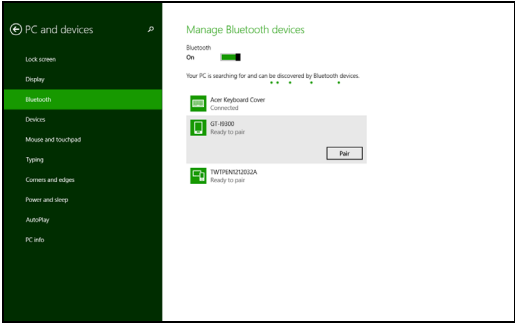 PC and devices
Lock screen
Display
Bluetooth
Devices
Mouse and touchpad
Typing
Corners and edges
Power and sleep
AutoPlay
PC info
Manage Bluetooth devices
Bluetooth
On
Your PC is searching for and can be discovered by Bluetooth devices.
Acer Keyboard Cover
Connected
GT-I9300
Ready to pair
Pair
TWTPEN1212032A
Ready to pair